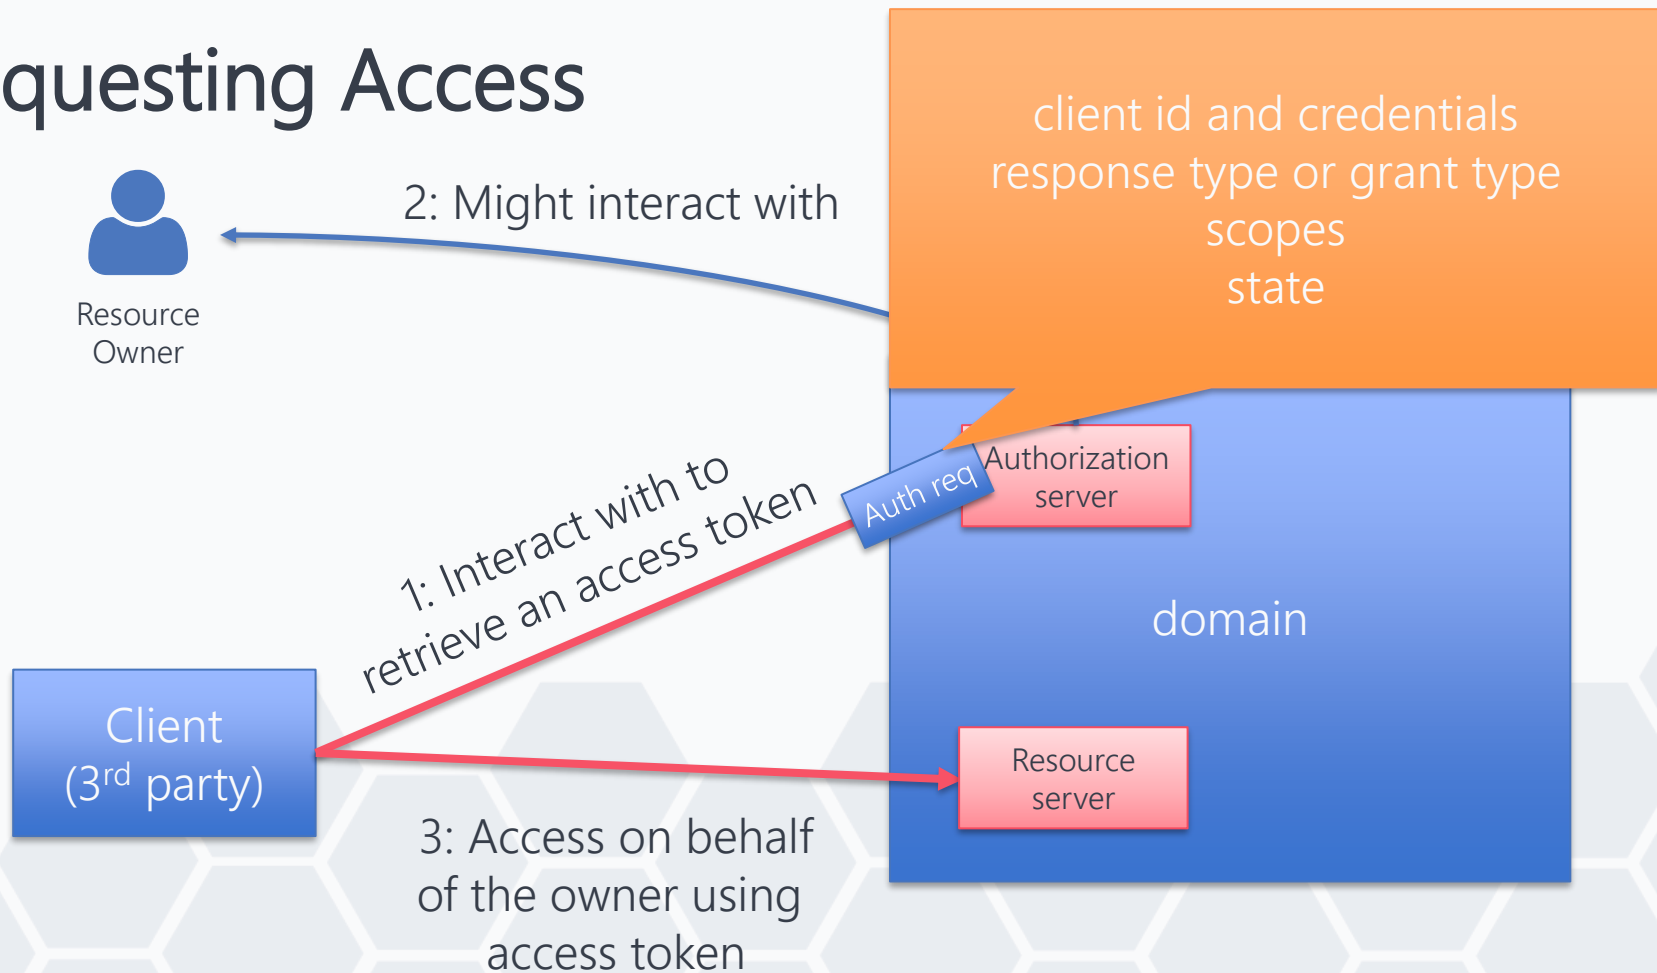 questing Access
client id and credentials
response type or grant type
scopes
state
2: Might interact with
Resource
Owner
Authorization
server
Auth req
1: Interact with to
retrieve an access token
domain
Client
(3rd party)
Resource
server
3: Access on behalf
of the owner using
access token